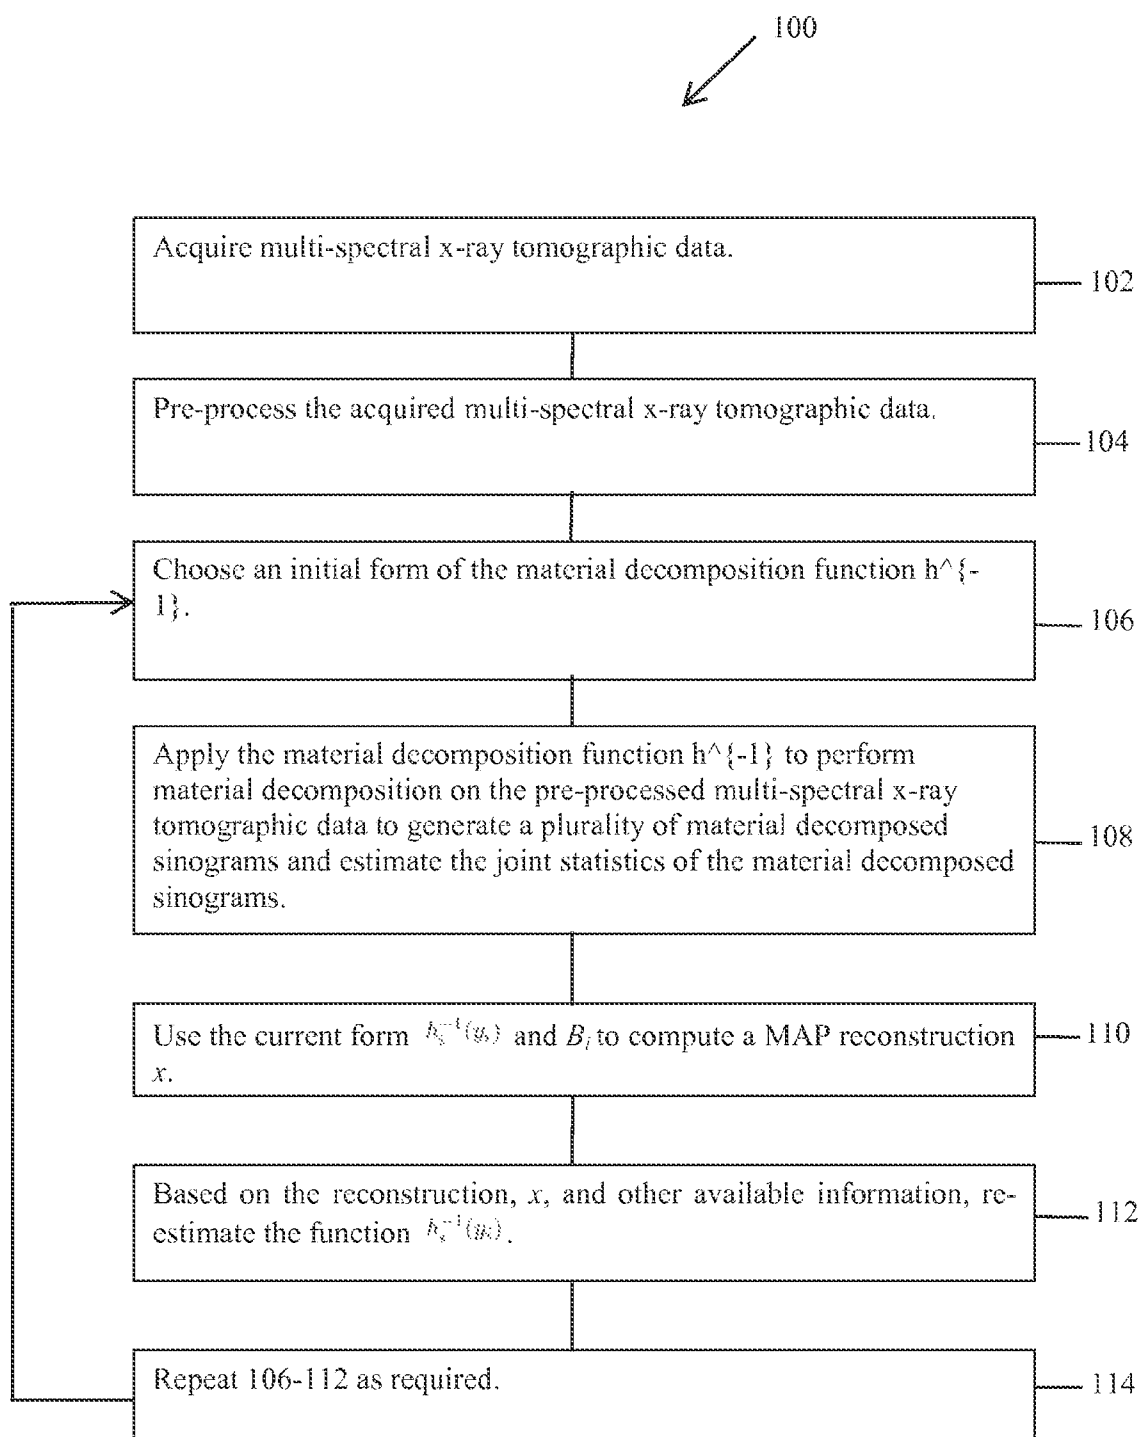 100
Acquire multi-spectral x-ray tomographic data.
102
Pre-process the acquired multi-spectral x-ray tomographic data.
104
Choose an initial form of the material decomposition function h^{-
1}.
106
Apply the material decomposition function h^{-1} to perform
material decomposition on the pre-processed multi-spectral x-ray
tomographic data to generate a plurality of material decomposed
sinograms and estimate the joint statistics of the material decomposed
sinograms.
108
Use the current form and B_i to compute a MAP reconstruction
x.
110
Based on the reconstruction, x, and other available information, re-
estimate the function .
112
Repeat 106-112 as required.
114